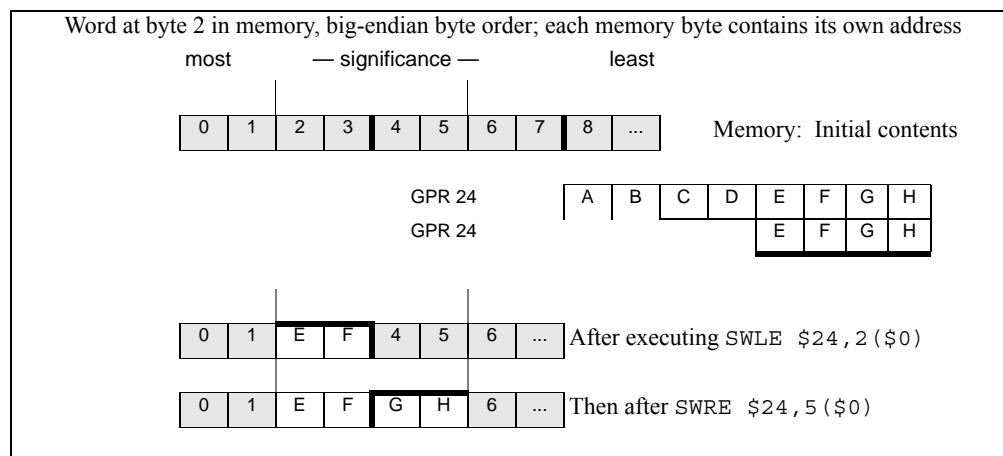 Word at byte 2 in memory, big-endian byte order; each memory byte contains its own address
most — significance — least
0 1 2 3 4 5 6 7 8 ... Memory: Initial contents
GPR 24 A B C D E F G H
GPR 24 E F G H
0 1 E F 4 5 6 ... After executing SWLE $24,2($0)
0 1 E F G H 6 ... Then after SWRE $24,5($0)